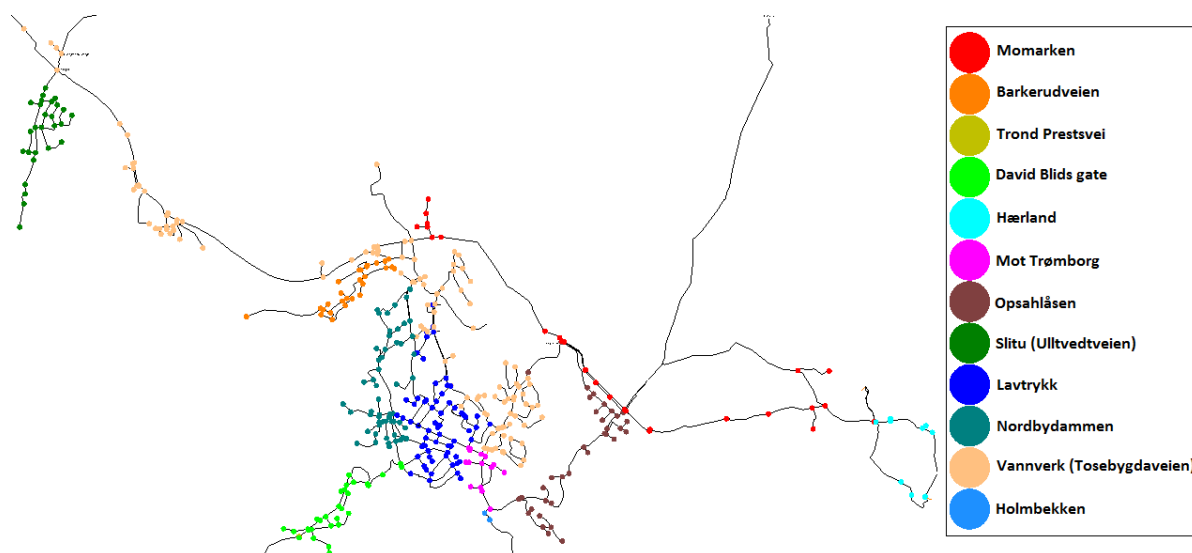 Momarken
Barkerudveien
Trond Prestsvei
David Blids gate
Hærland
Mot Trømborg
Opsahlåsen
Slitu (Ulltvedtveien)
Lavtrykk
Nordbydammen
Vannverk (Tosebygdaveien)
Holmbekken